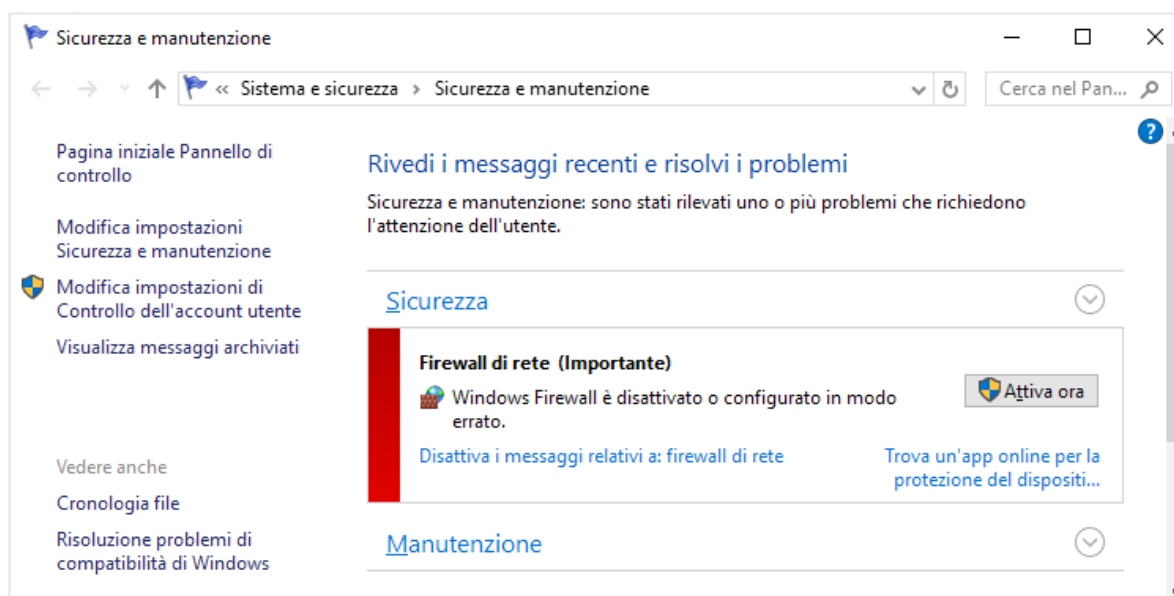 Sicurezza e manutenzione
« Sistema e sicurezza › Sicurezza e manutenzione
Cerca nel Pan...
Pagina iniziale Pannello di
controllo
Modifica impostazioni
Sicurezza e manutenzione
Modifica impostazioni di
Controllo dell'account utente
Visualizza messaggi archiviati
Vedere anche
Cronologia file
Risoluzione problemi di
compatibilità di Windows
Rivedi i messaggi recenti e risolvi i problemi
Sicurezza e manutenzione: sono stati rilevati uno o più problemi che richiedono
l'attenzione dell'utente.
Sicurezza
Firewall di rete (Importante)
Windows Firewall è disattivato o configurato in modo
errato.
Attiva ora
Disattiva i messaggi relativi a: firewall di rete
Trova un'app online per la
protezione del dispositi...
Manutenzione